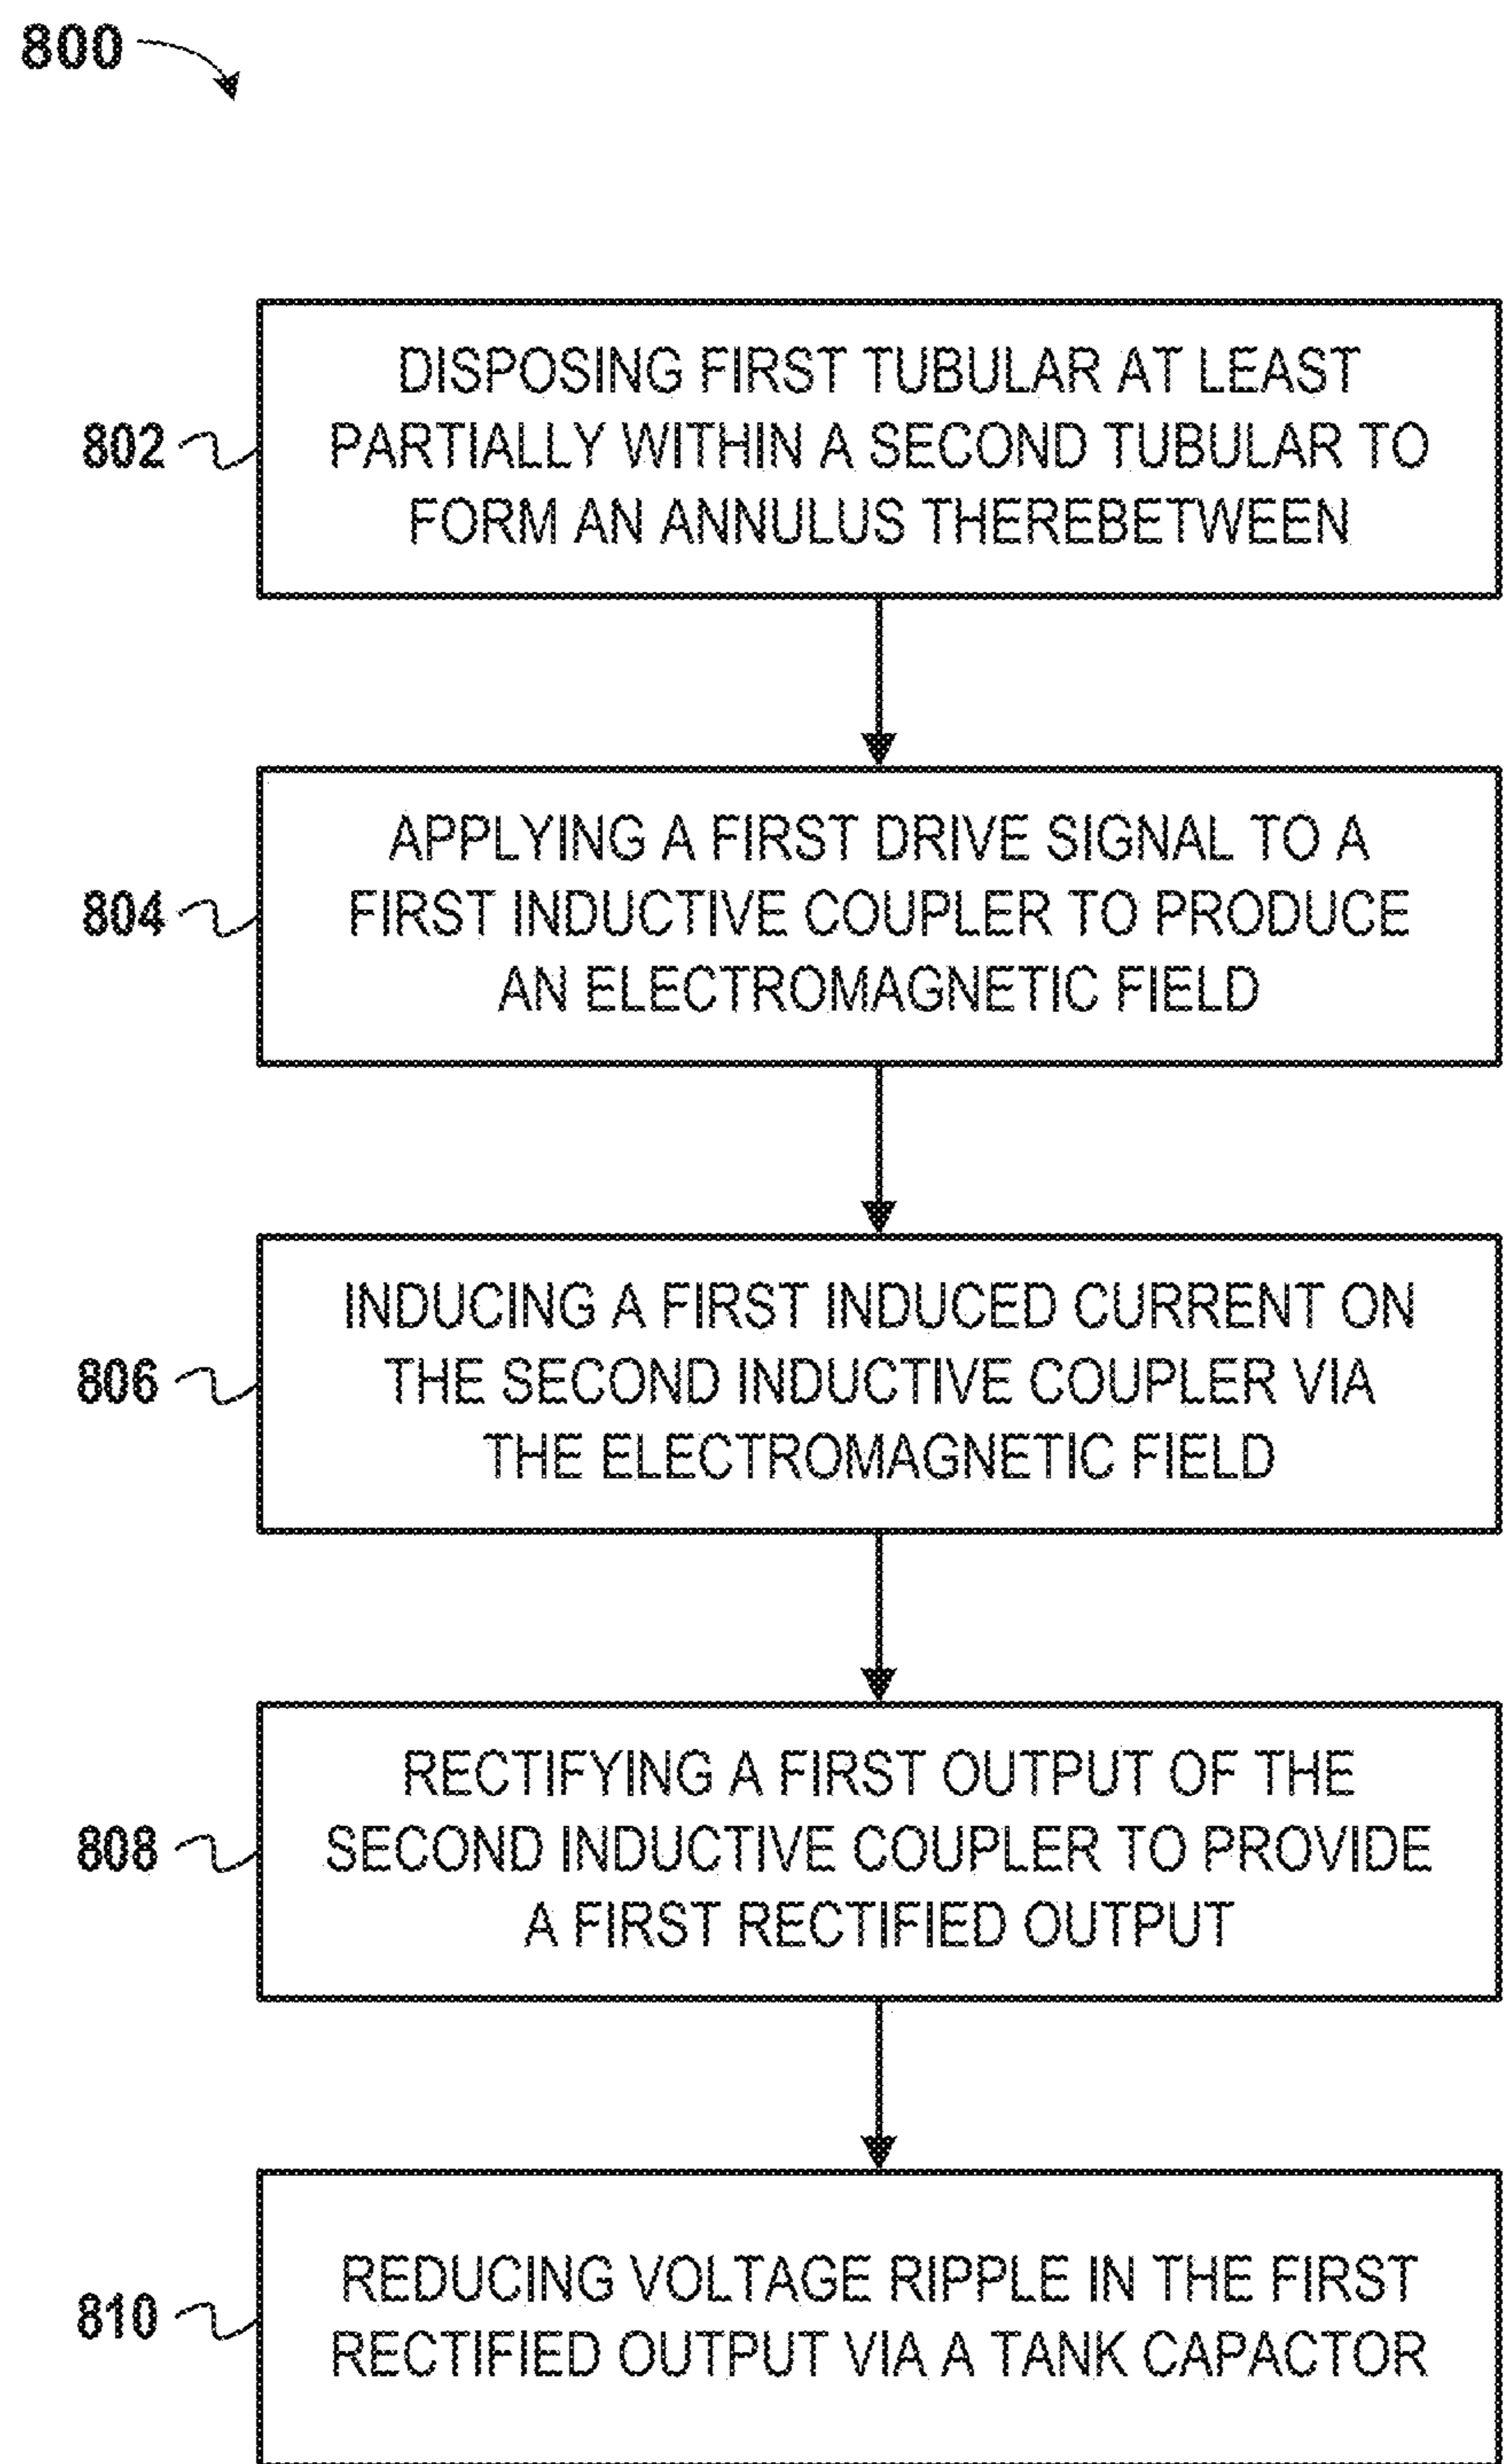 800
DISPOSING FIRST TUBULAR AT LEAST
PARTIALLY WITHIN A SECOND TUBULAR TO
FORM AN ANNULUS THEREBETWEEN
802
APPLYING A FIRST DRIVE SIGNAL TO A
FIRST INDUCTIVE COUPLER TO PRODUCE
AN ELECTROMAGNETIC FIELD
804
INDUCING A FIRST INDUCED CURRENT ON
THE SECOND INDUCTIVE COUPLER VIA
THE ELECTROMAGNETIC FIELD
806
RECTIFYING A FIRST OUTPUT OF THE
SECOND INDUCTIVE COUPLER TO PROVIDE
A FIRST RECTIFIED OUTPUT
808
REDUCING VOLTAGE RIPPLE IN THE FIRST
RECTIFIED OUTPUT VIA A TANK CAPACTOR
810